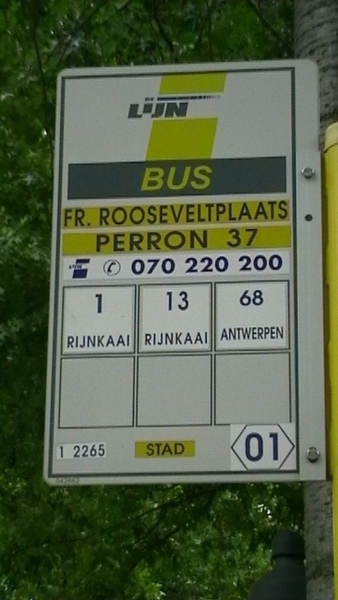 DE LIJN
BUS
FR. ROOSEVELTPLAATS
PERRON 37
070 220 200
1 RIJNKAAI
13 RIJNKAAI
68 ANTWERPEN
1 2265
STAD
01